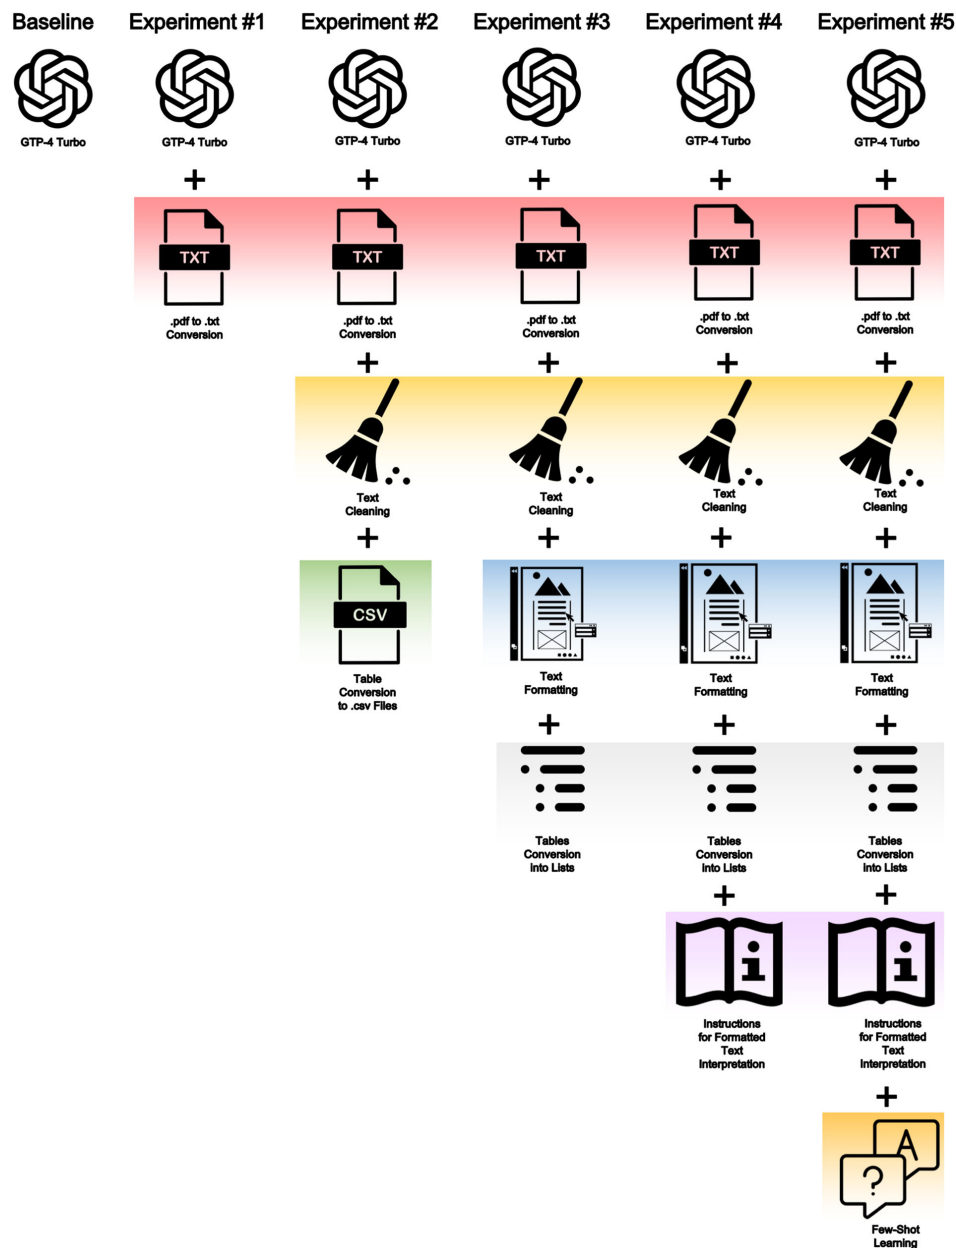 Baseline Experiment #1 Experiment #2 Experiment #3 Experiment #4 Experiment #5
GTP-4 Turbo GTP-4 Turbo GTP-4 Turbo GTP-4 Turbo GTP-4 Turbo GTP-4 Turbo
+ + + + +
TXT TXT TXT TXT TXT
.pdf to .txt .pdf to .txt .pdf to .txt .pdf to .txt .pdf to .txt
Conversion Conversion Conversion Conversion Conversion
+ + + +
Text Text Text Text
Cleaning Cleaning Cleaning Cleaning
+ + + +
CSV
Table Text Text Text
Conversion Formatting Formatting Formatting
to .csv Files
+ + +
Tables Tables Tables
Conversion Conversion Conversion
into Lists into Lists into Lists
+ +
i i
Instructions Instructions
for Formatted for Formatted
Text Text
Interpretation Interpretation
+
A
?
Few-Shot
Learning